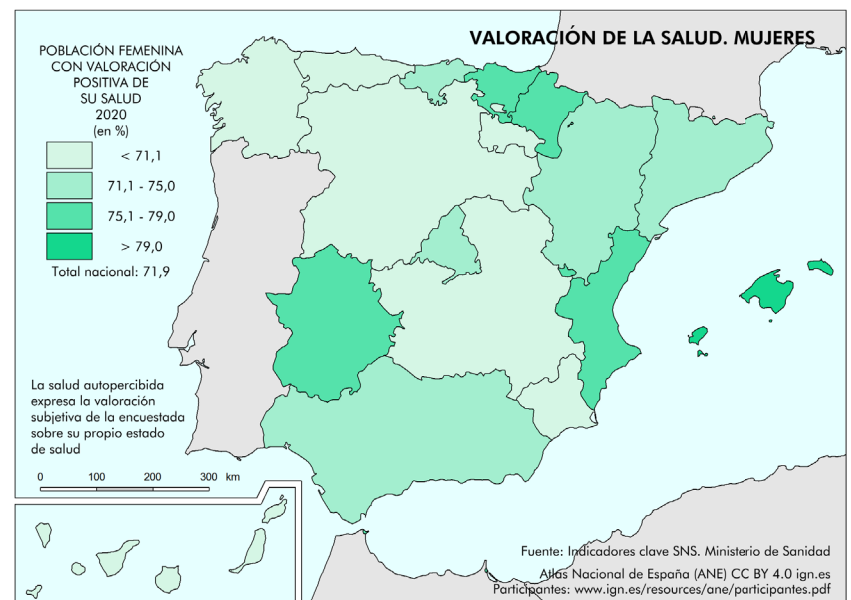 VALORACIÓN DE LA SALUD. MUJERES
POBLACIÓN FEMENINA
CON VALORACIÓN
POSITIVA DE
SU SALUD
2020
(en %)
< 71,1
71,1 - 75,0
75,1 - 79,0
> 79,0
Total nacional: 71,9
La salud autopercibida
expresa la valoración
subjetiva de la encuestada
sobre su propio estado
de salud
0 100 200 300 km
Fuente: Indicadores clave SNS. Ministerio de Sanidad
Atlas Nacional de España (ANE) CC BY 4.0 ign.es
Participantes: www.ign.es/resources/ane/participantes.pdf